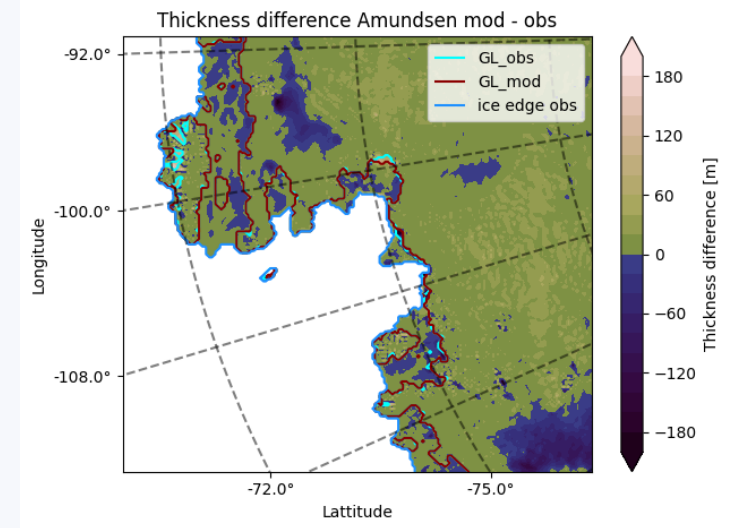 Thickness difference Amundsen mod - obs
-92.0°
-100.0°
-108.0°
Longitude
GL_obs
GL_mod
ice edge obs
-72.0°
-75.0°
Lattitude
180
120
60
0
−60
−120
−180
Thickness difference [m]